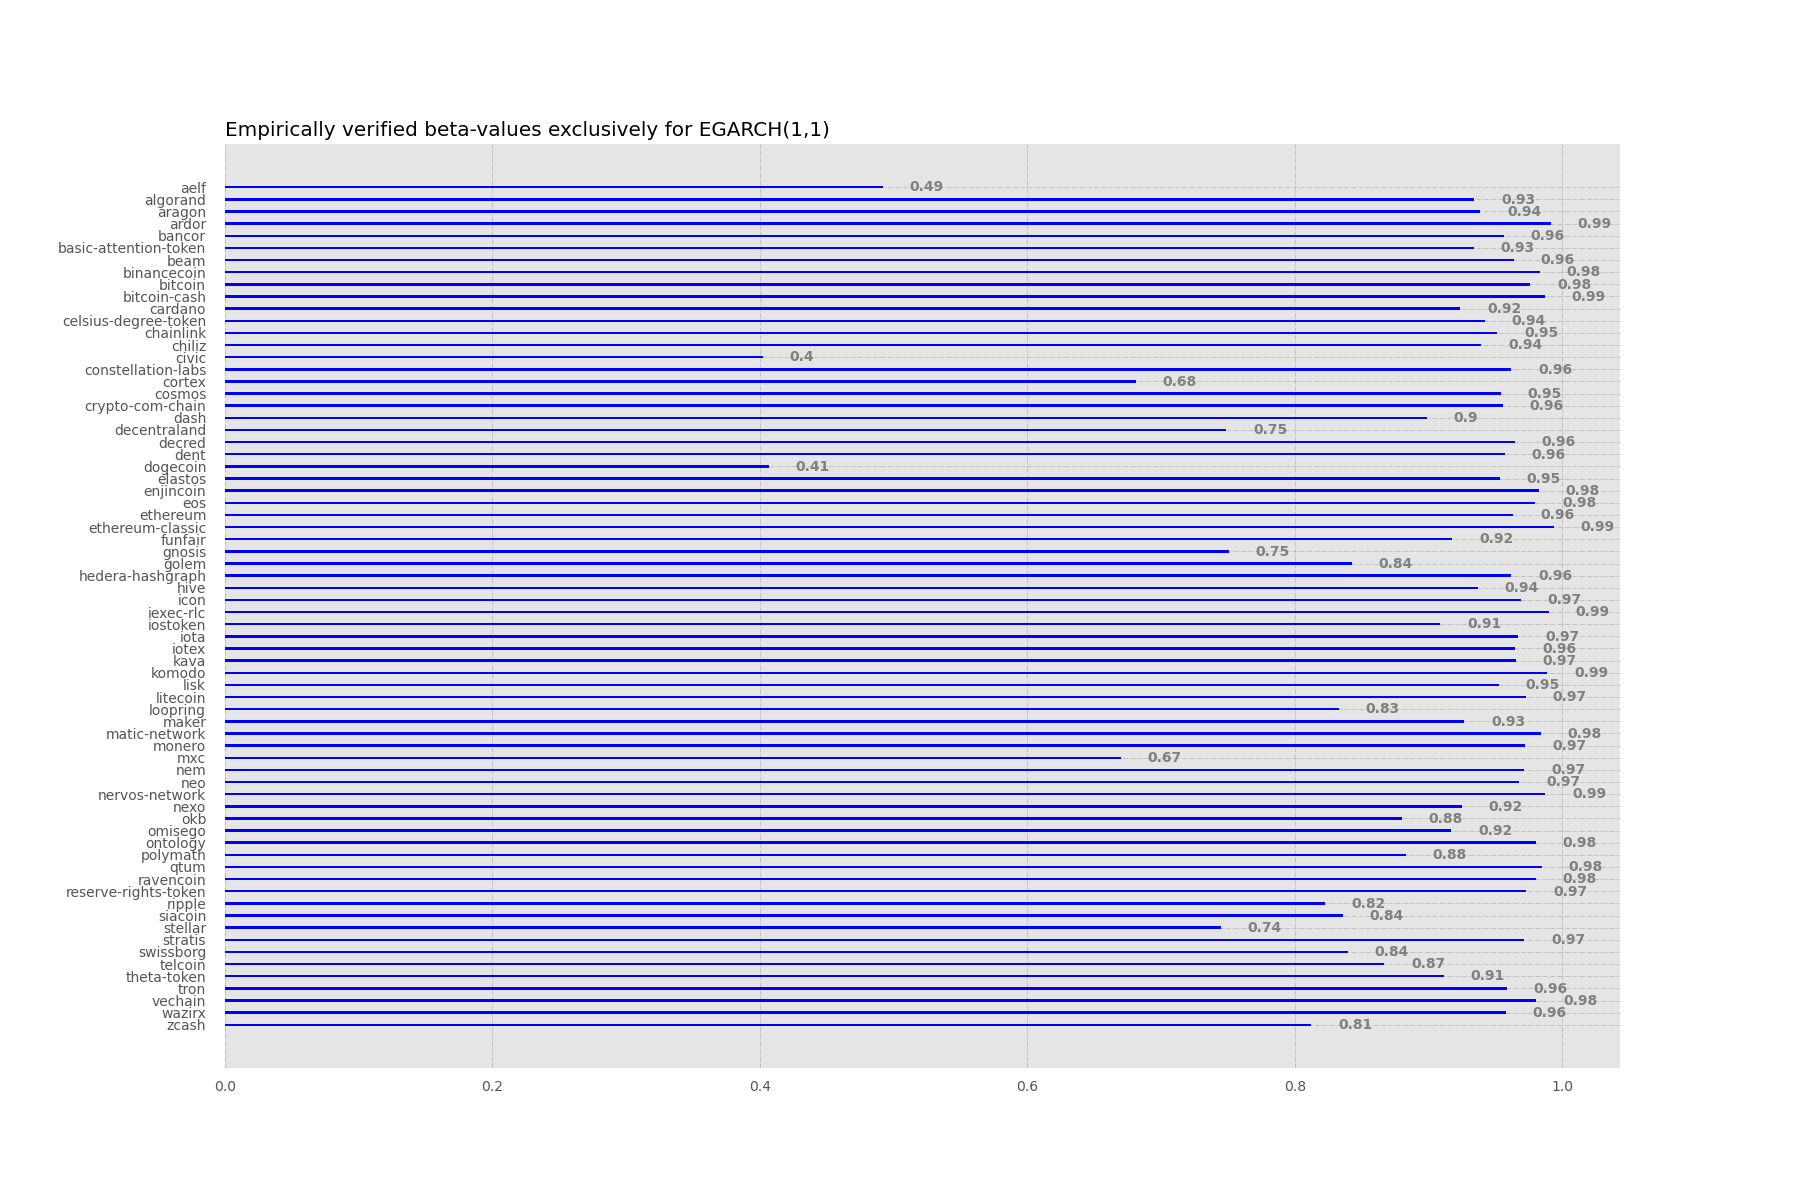 Empirically verified beta-values exclusively for EGARCH(1,1)
aelf 0.49
algorand 0.93
aragon 0.94
ardor 0.99
bancor 0.96
basic-attention-token 0.93
beam 0.96
binancecoin 0.98
bitcoin 0.98
bitcoin-cash 0.99
cardano 0.92
celsius-degree-token 0.94
chainlink 0.95
chiliz 0.94
civic 0.4
constellation-labs 0.96
cortex 0.68
cosmos 0.95
crypto-com-chain 0.96
dash 0.9
decentraland 0.75
decred 0.96
dent 0.96
dogecoin 0.41
elastos 0.95
enjincoin 0.98
eos 0.98
ethereum 0.96
ethereum-classic 0.99
funfair 0.92
gnosis 0.75
golem 0.84
hedera-hashgraph 0.96
hive 0.94
icon 0.97
iexec-rlc 0.99
iostoken 0.91
iota 0.97
iotex 0.96
kava 0.97
komodo 0.99
lisk 0.95
litecoin 0.97
loopring 0.83
maker 0.93
matic-network 0.98
monero 0.97
mxc 0.67
nem 0.97
neo 0.97
nervos-network 0.99
nexo 0.92
okb 0.88
omisego 0.92
ontology 0.98
polymath 0.88
qtum 0.98
ravencoin 0.98
reserve-rights-token 0.97
ripple 0.82
siacoin 0.84
stellar 0.74
stratis 0.97
swissborg 0.84
telcoin 0.87
theta-token 0.91
tron 0.96
vechain 0.98
wazirx 0.96
zcash 0.81
0.0 0.2 0.4 0.6 0.8 1.0